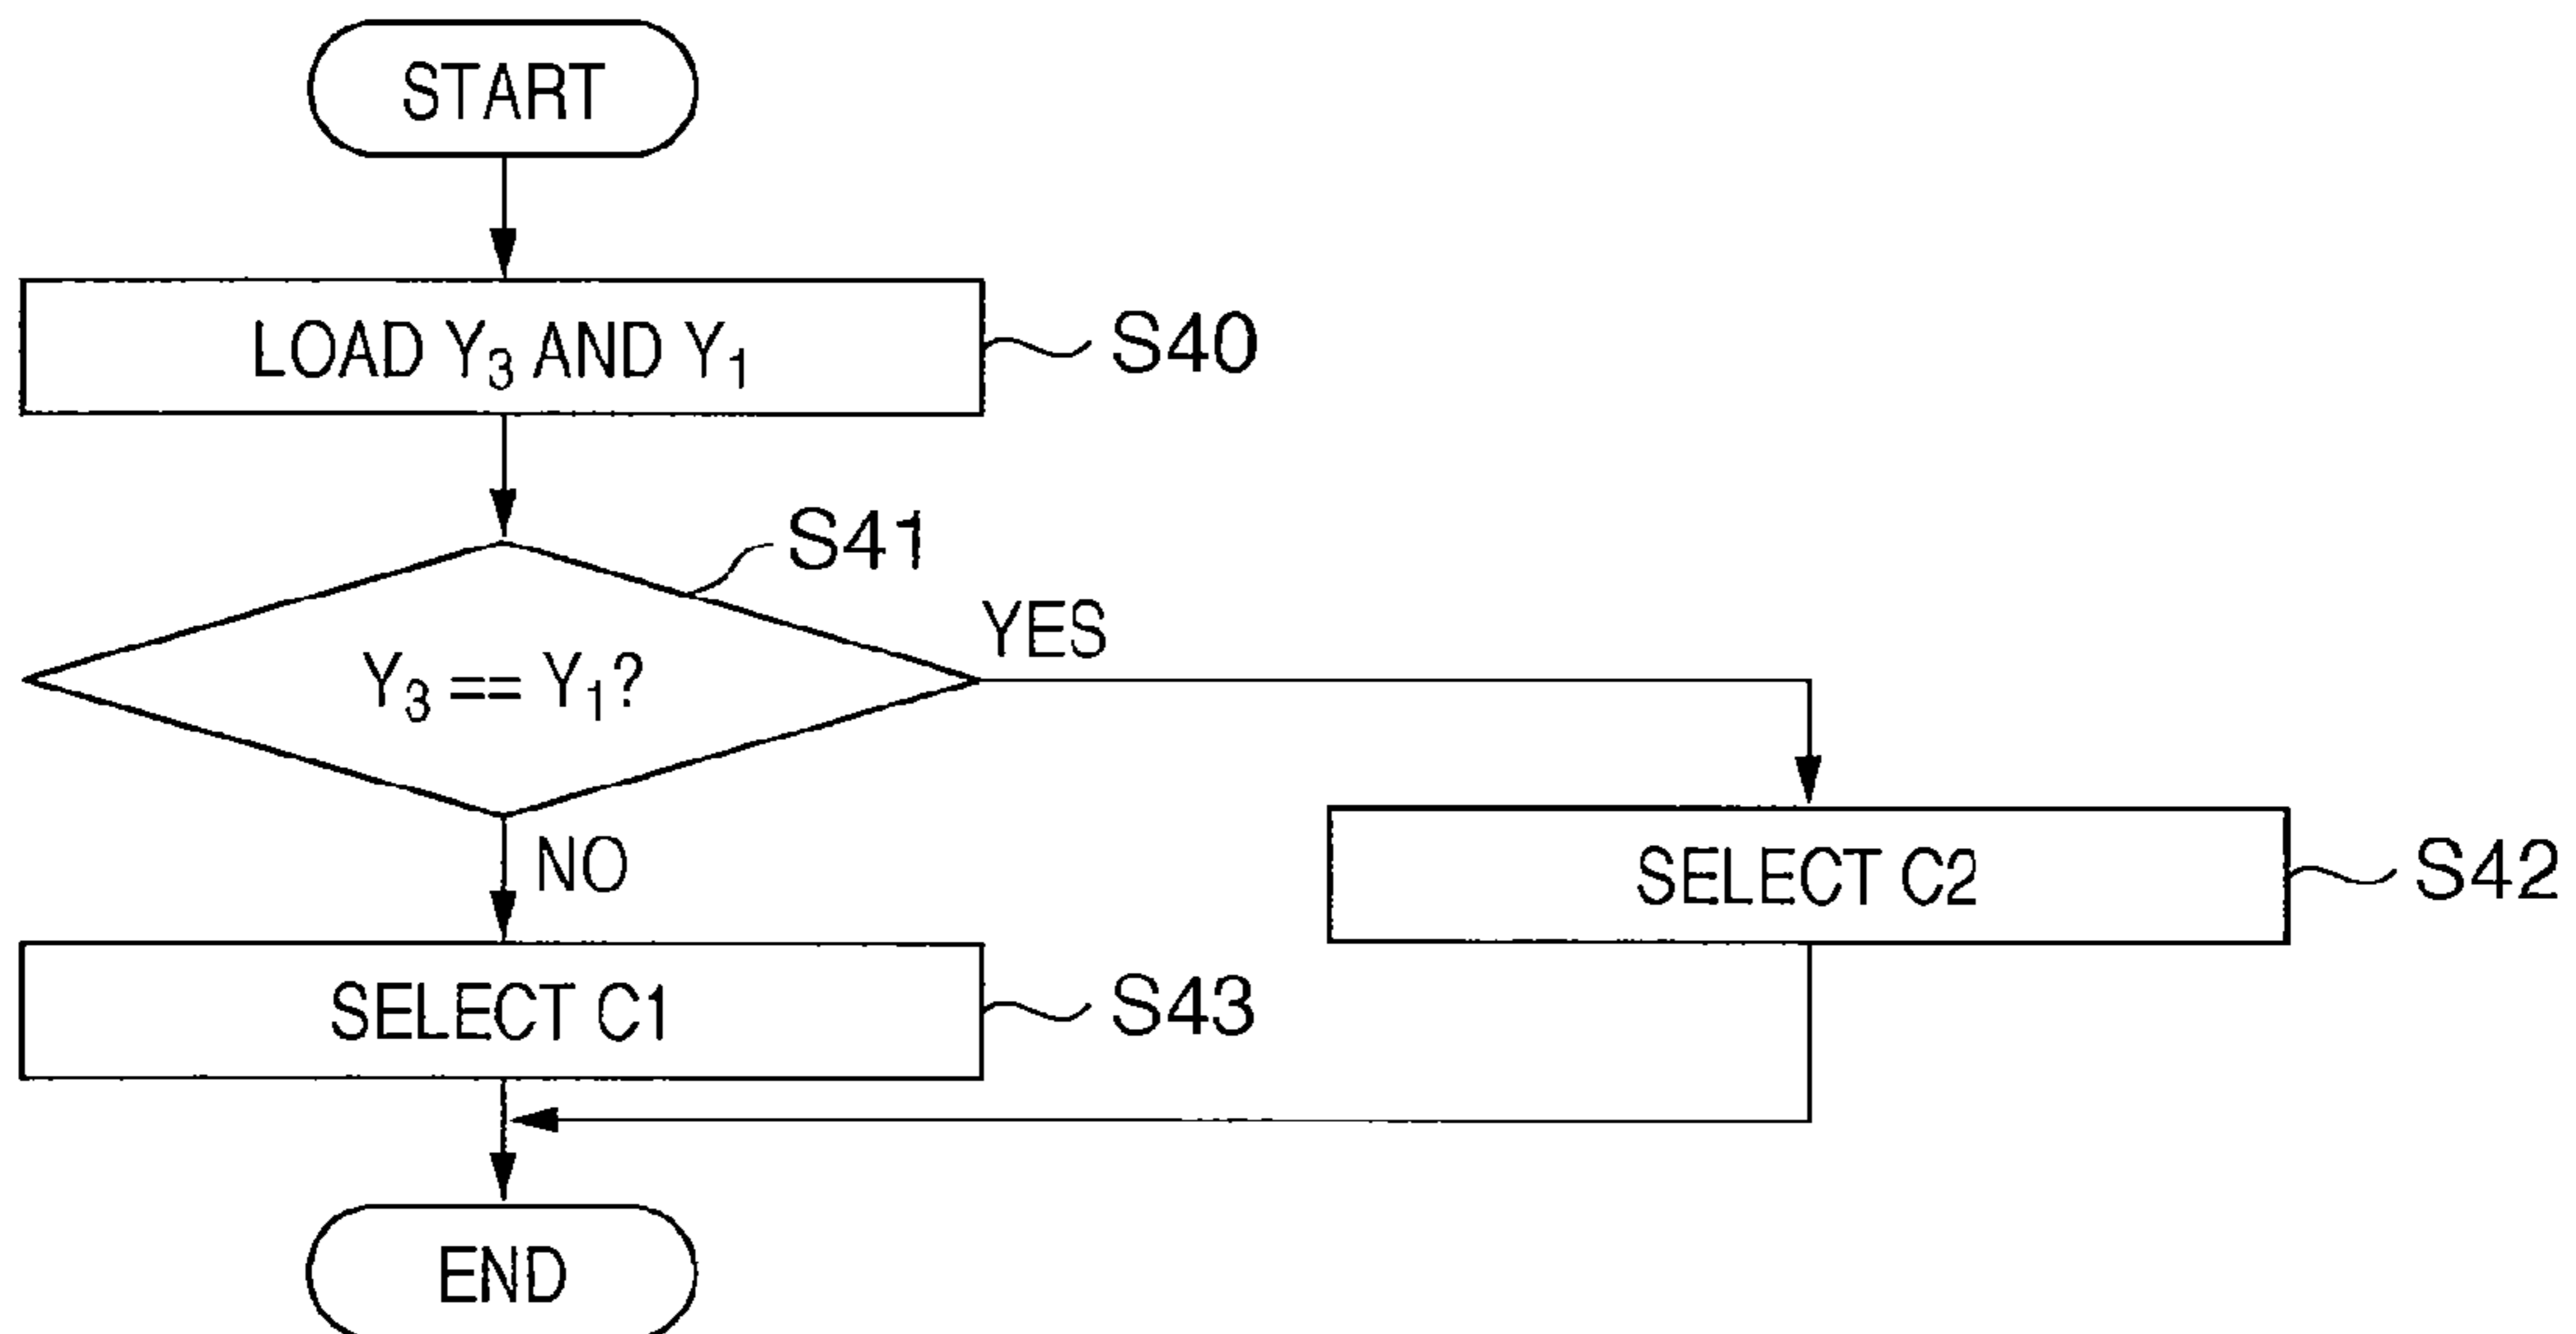 START
LOAD Y3 AND Y1
S40
S41
Y3 == Y1?
YES
NO
SELECT C2
S42
SELECT C1
S43
END